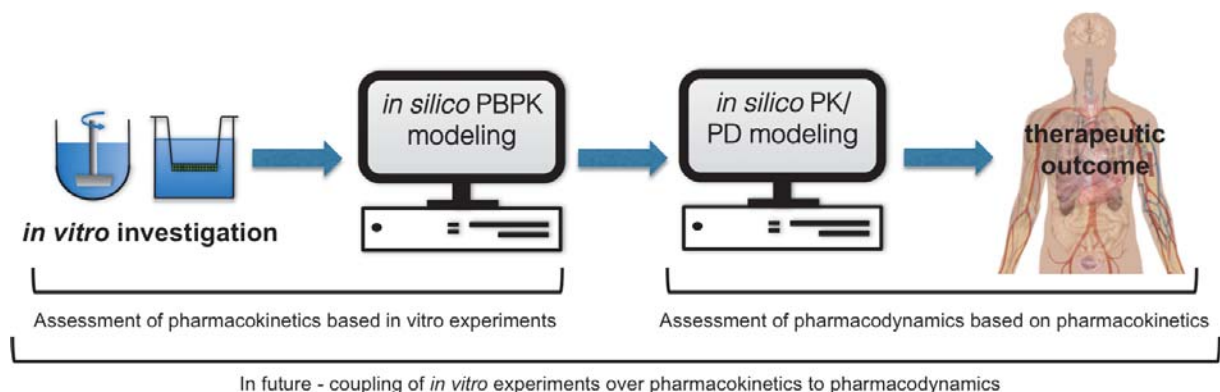 in silico PBPK
modeling
in silico PK/
PD modeling
therapeutic
outcome
in vitro investigation
Assessment of pharmacokinetics based in vitro experiments
Assessment of pharmacodynamics based on pharmacokinetics
In future - coupling of in vitro experiments over pharmacokinetics to pharmacodynamics